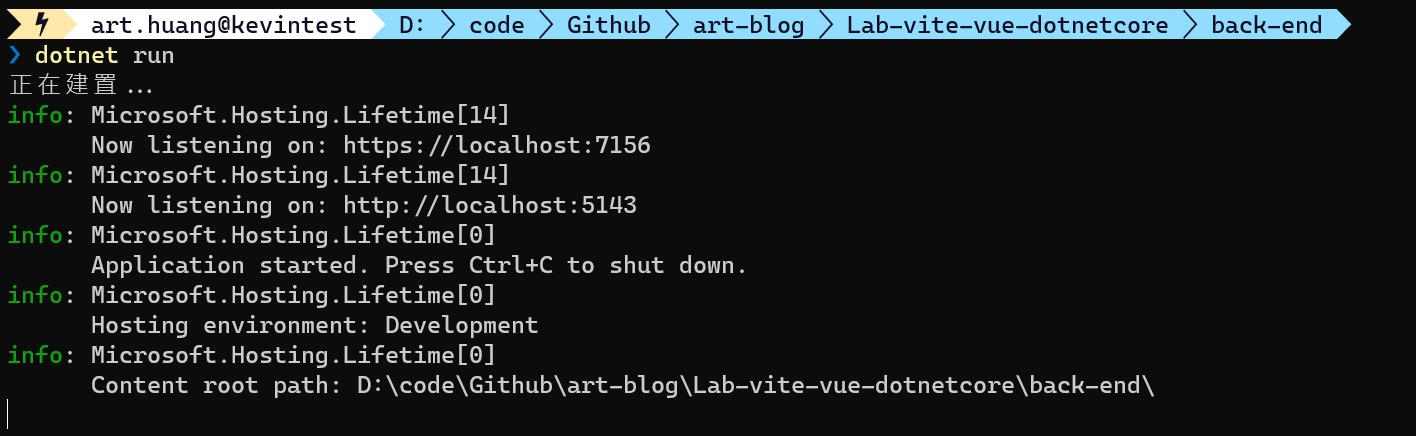 art.huang@kevintest D: code Github art-blog Lab-vite-vue-dotnetcore back-end
❯ dotnet run
正在建置...
info: Microsoft.Hosting.Lifetime[14]
Now listening on: https://localhost:7156
info: Microsoft.Hosting.Lifetime[14]
Now listening on: http://localhost:5143
info: Microsoft.Hosting.Lifetime[0]
Application started. Press Ctrl+C to shut down.
info: Microsoft.Hosting.Lifetime[0]
Hosting environment: Development
info: Microsoft.Hosting.Lifetime[0]
Content root path: D:\code\Github\art-blog\Lab-vite-vue-dotnetcore\back-end\